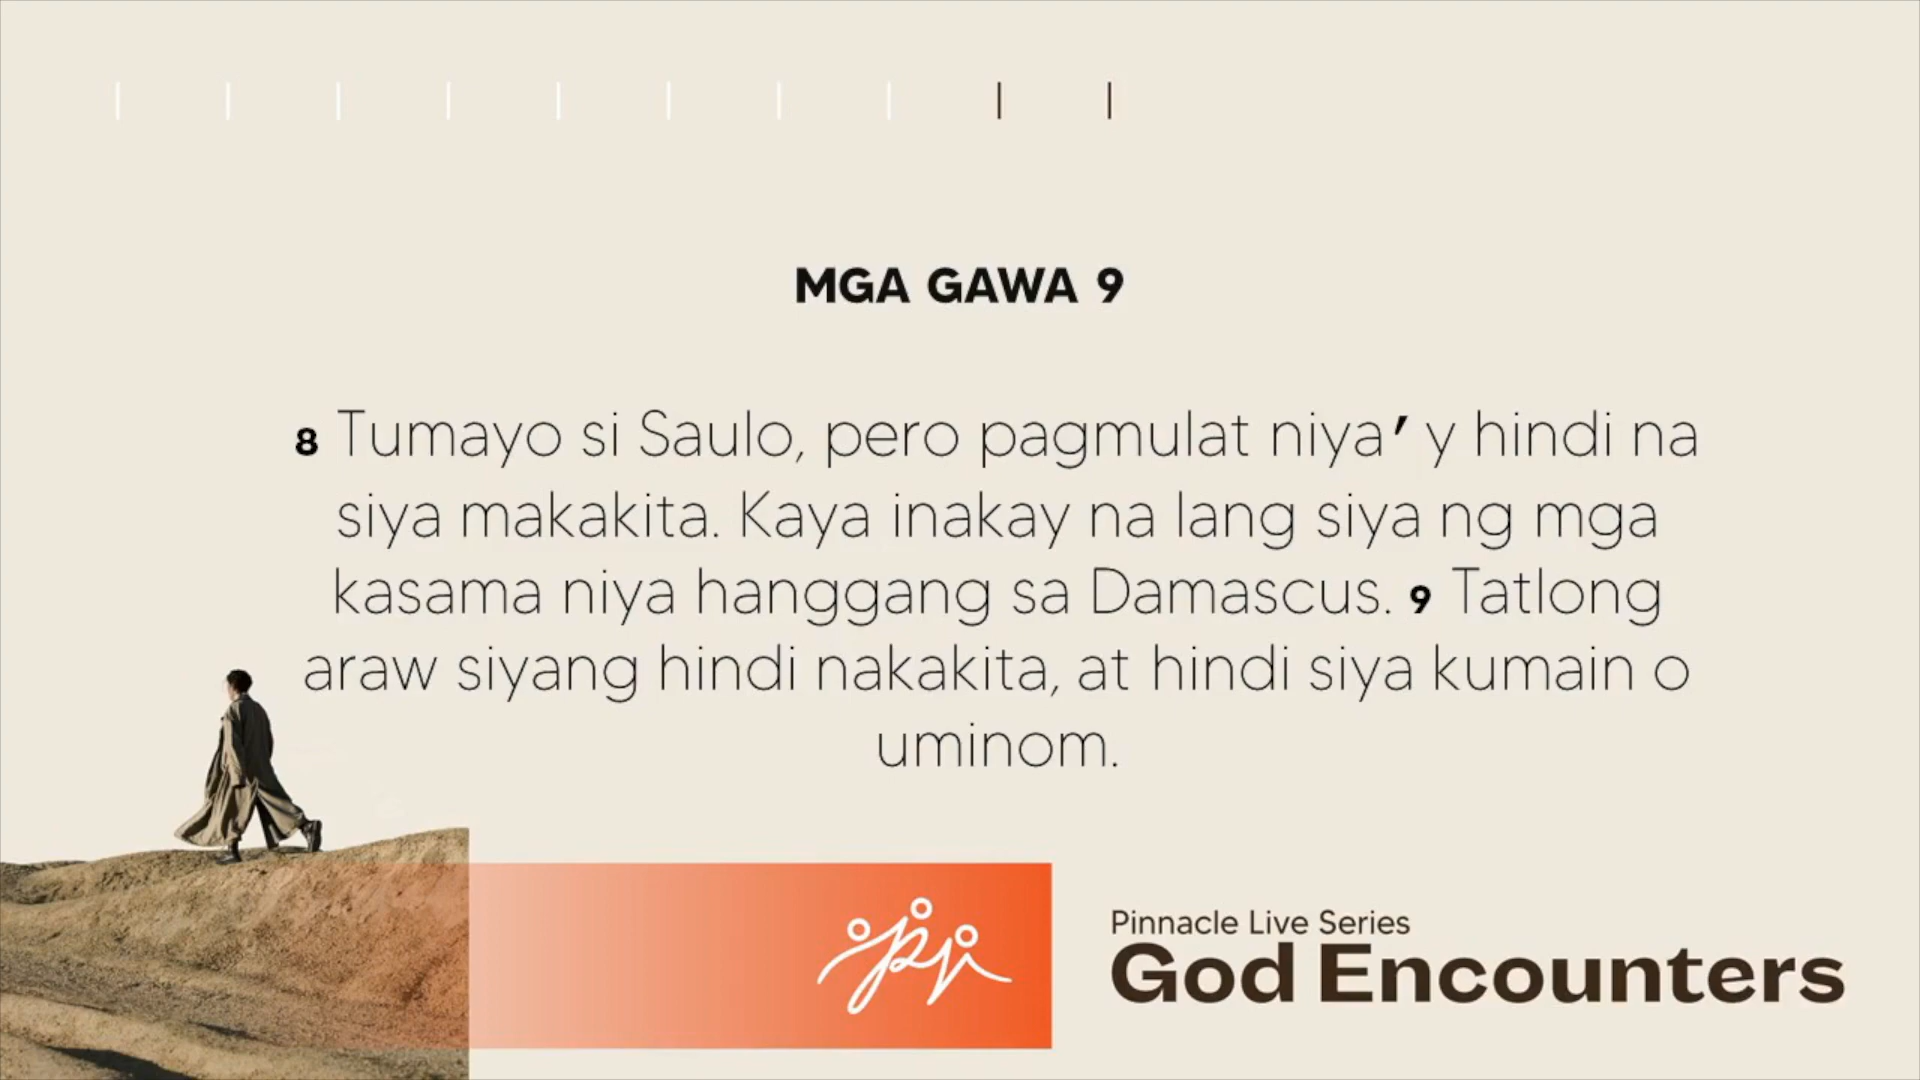 MGA GAWA 9
8 Tumayo si Saulo, pero pagmulat niya’ y hindi na
siya makakita. Kaya inakay na lang siya ng mga
kasama niya hanggang sa Damascus. 9 Tatlong
araw siyang hindi nakakita, at hindi siya kumain o
uminom.
Pinnacle Live Series
God Encounters